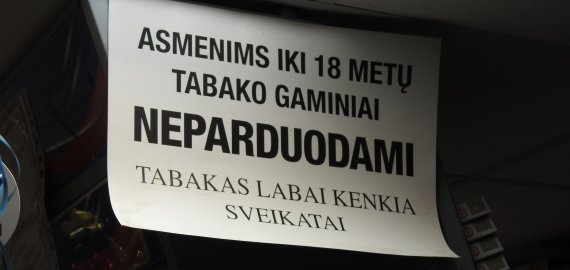 ASMENIMS IKI 18 METŲ
TABAKO GAMINIAI
NEPARDUODAMI
TABAKAS LABAI KENKIA
SVEIKATAI